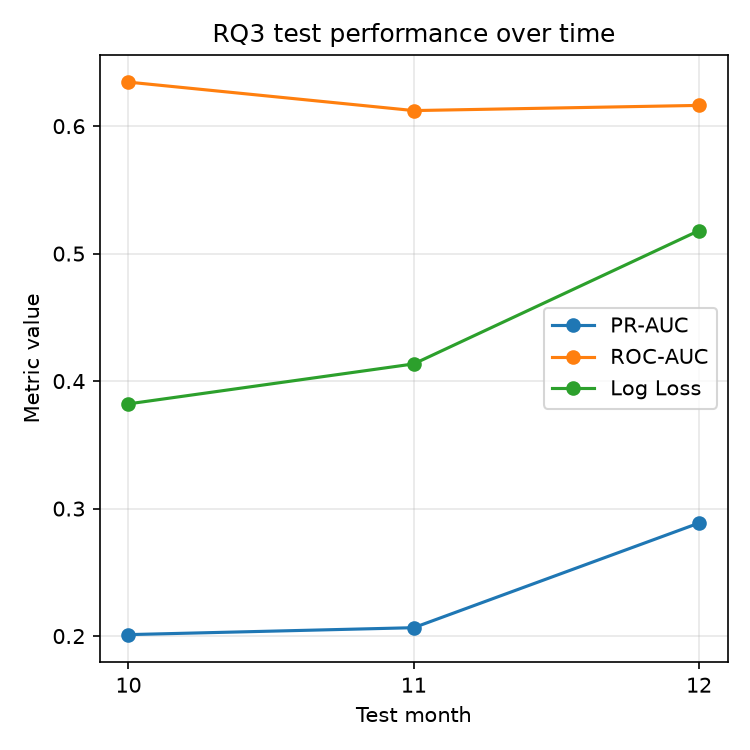 RQ3 test performance over time
Metric value
0.6
0.5
0.4
0.3
0.2
PR-AUC
ROC-AUC
Log Loss
10
11
12
Test month